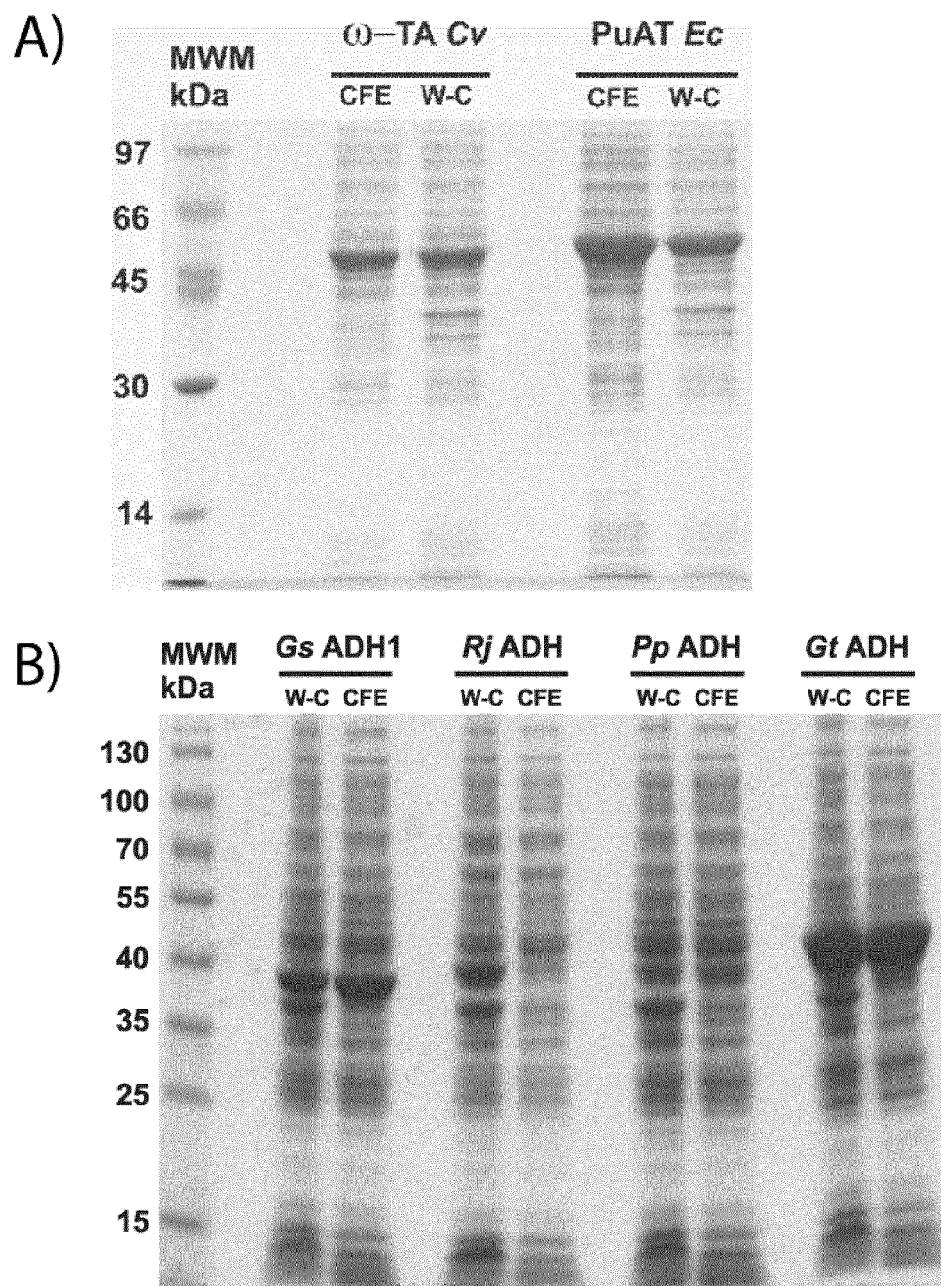 A)
MWM
kDa
ω–TA Cv
PuAT Ec
CFE W-C CFE W-C
97
66
45
30
14
B)
MWM
kDa
Gs ADH1 Rj ADH Pp ADH Gt ADH
W-C CFE W-C CFE W-C CFE W-C CFE
130
100
70
55
40
35
25
15